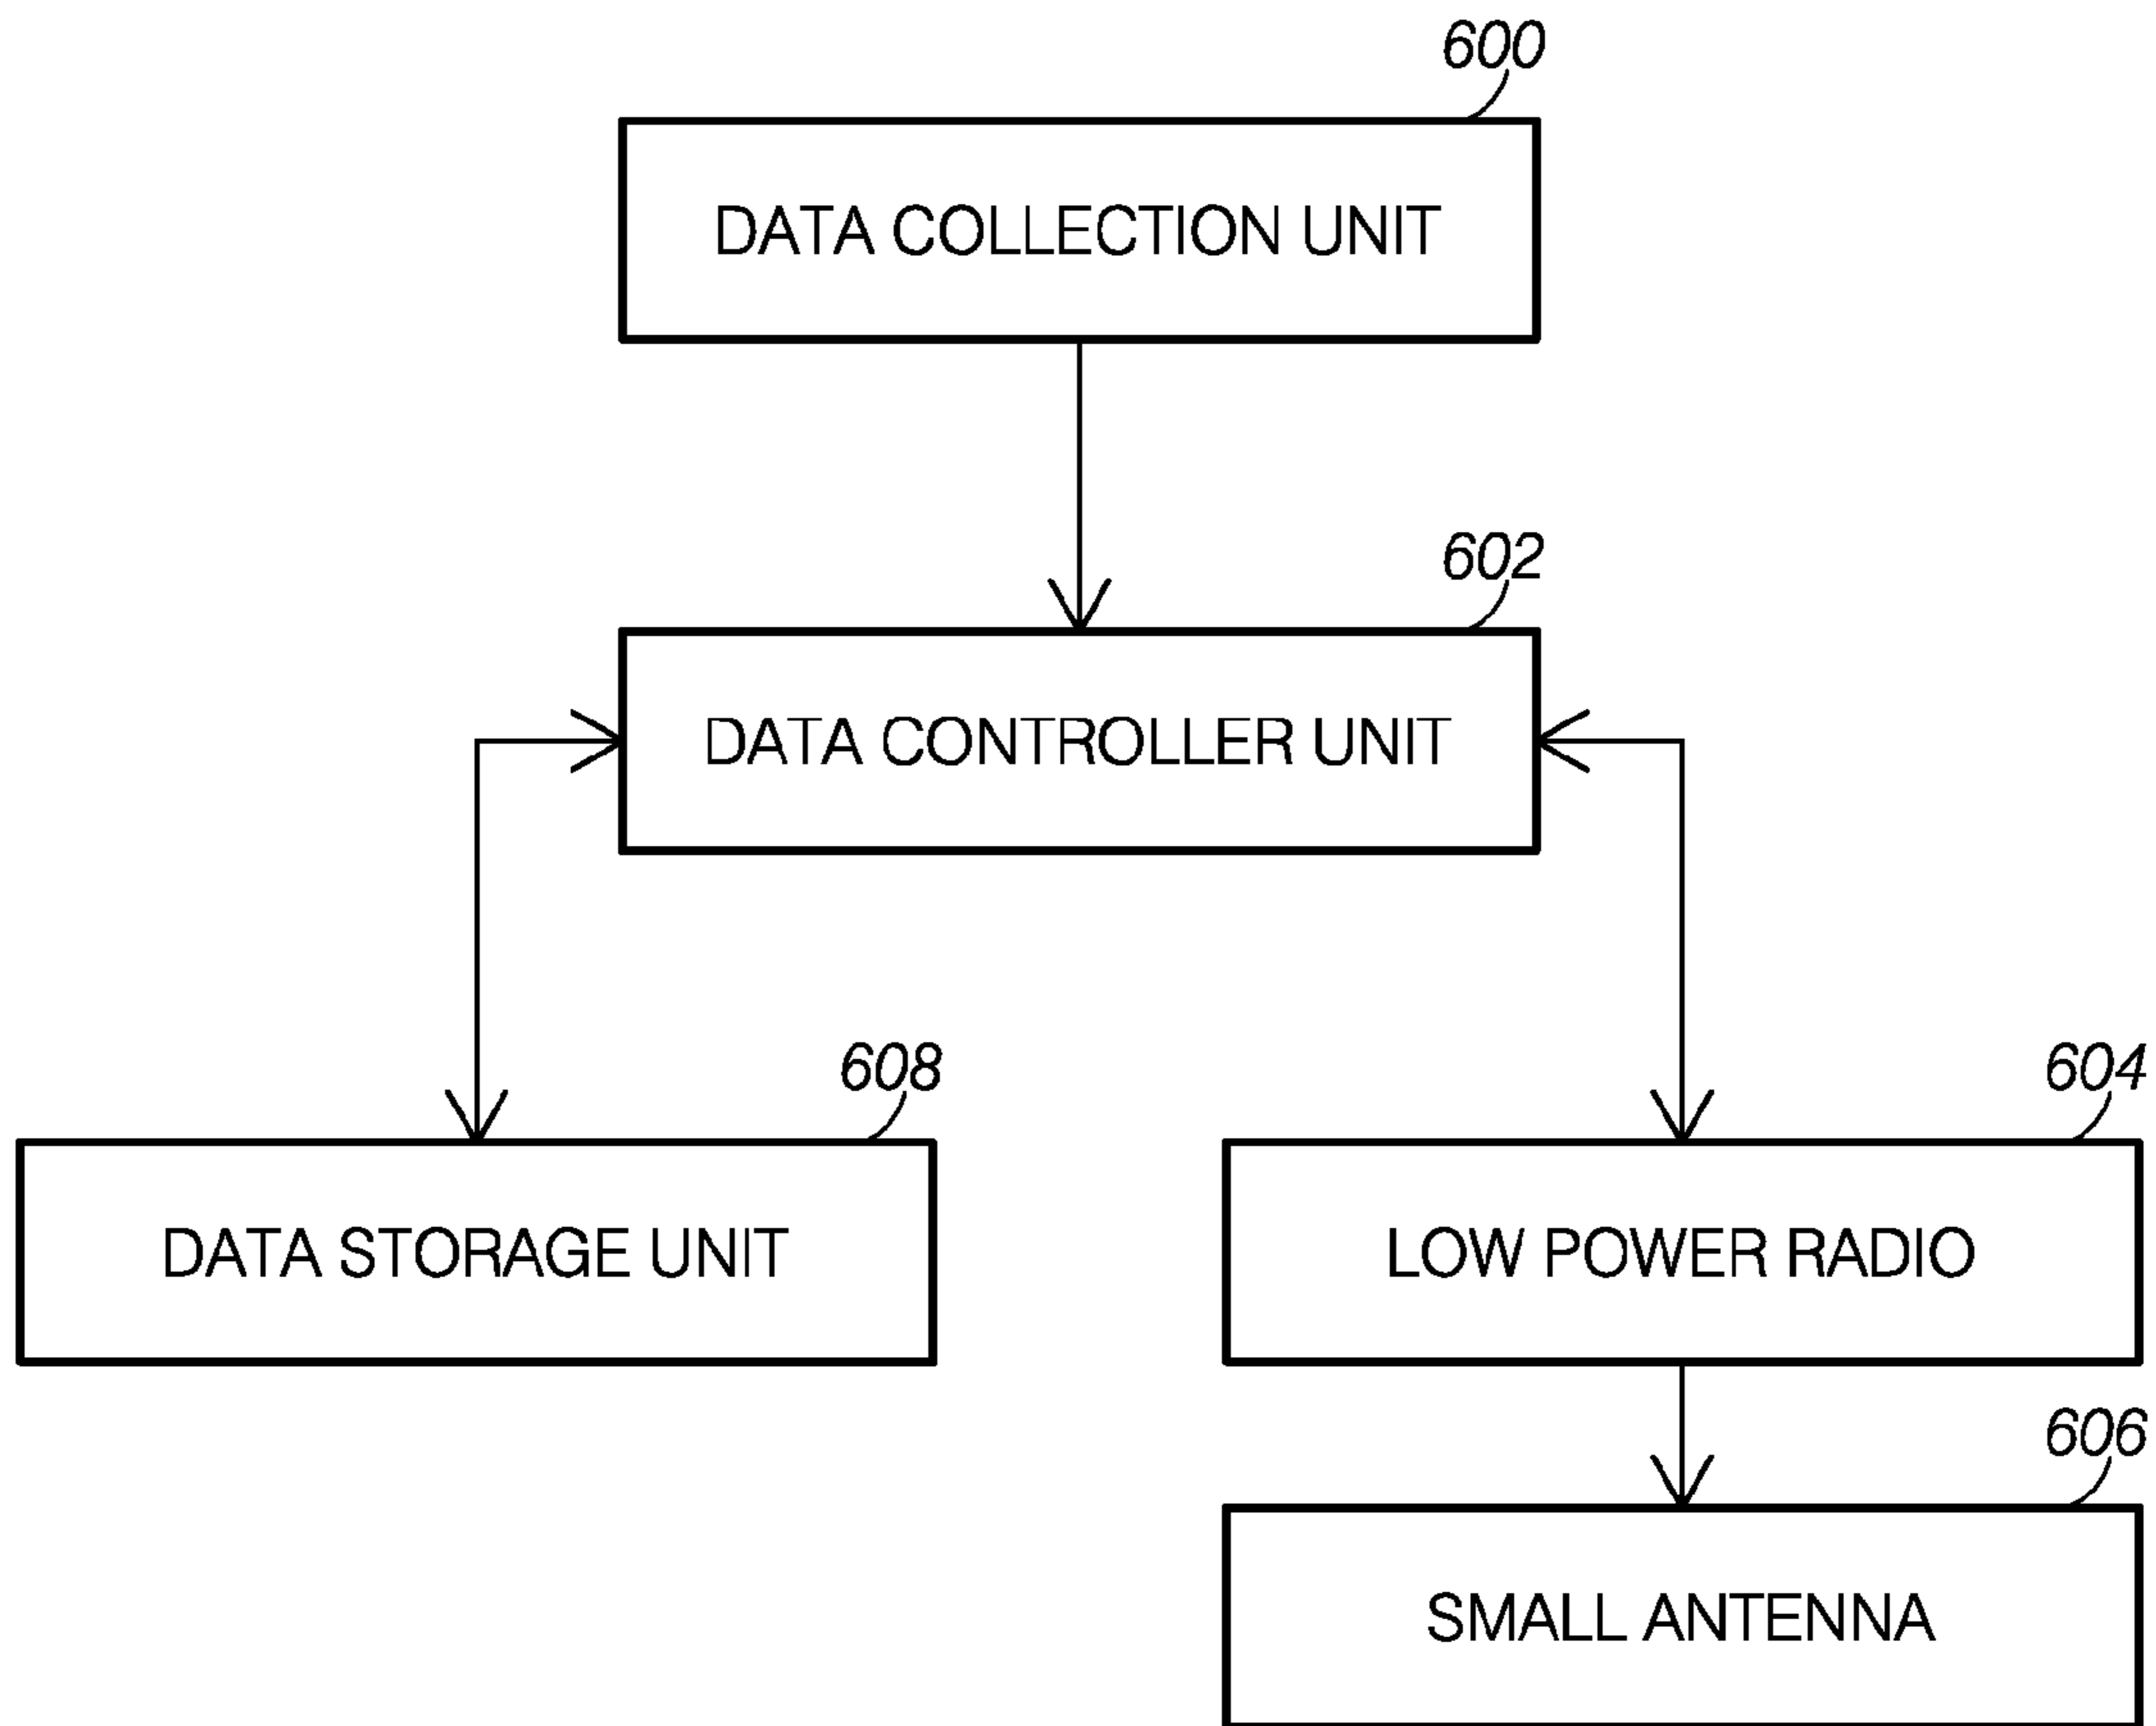 600
DATA COLLECTION UNIT
602
DATA CONTROLLER UNIT
608
DATA STORAGE UNIT
604
LOW POWER RADIO
606
SMALL ANTENNA